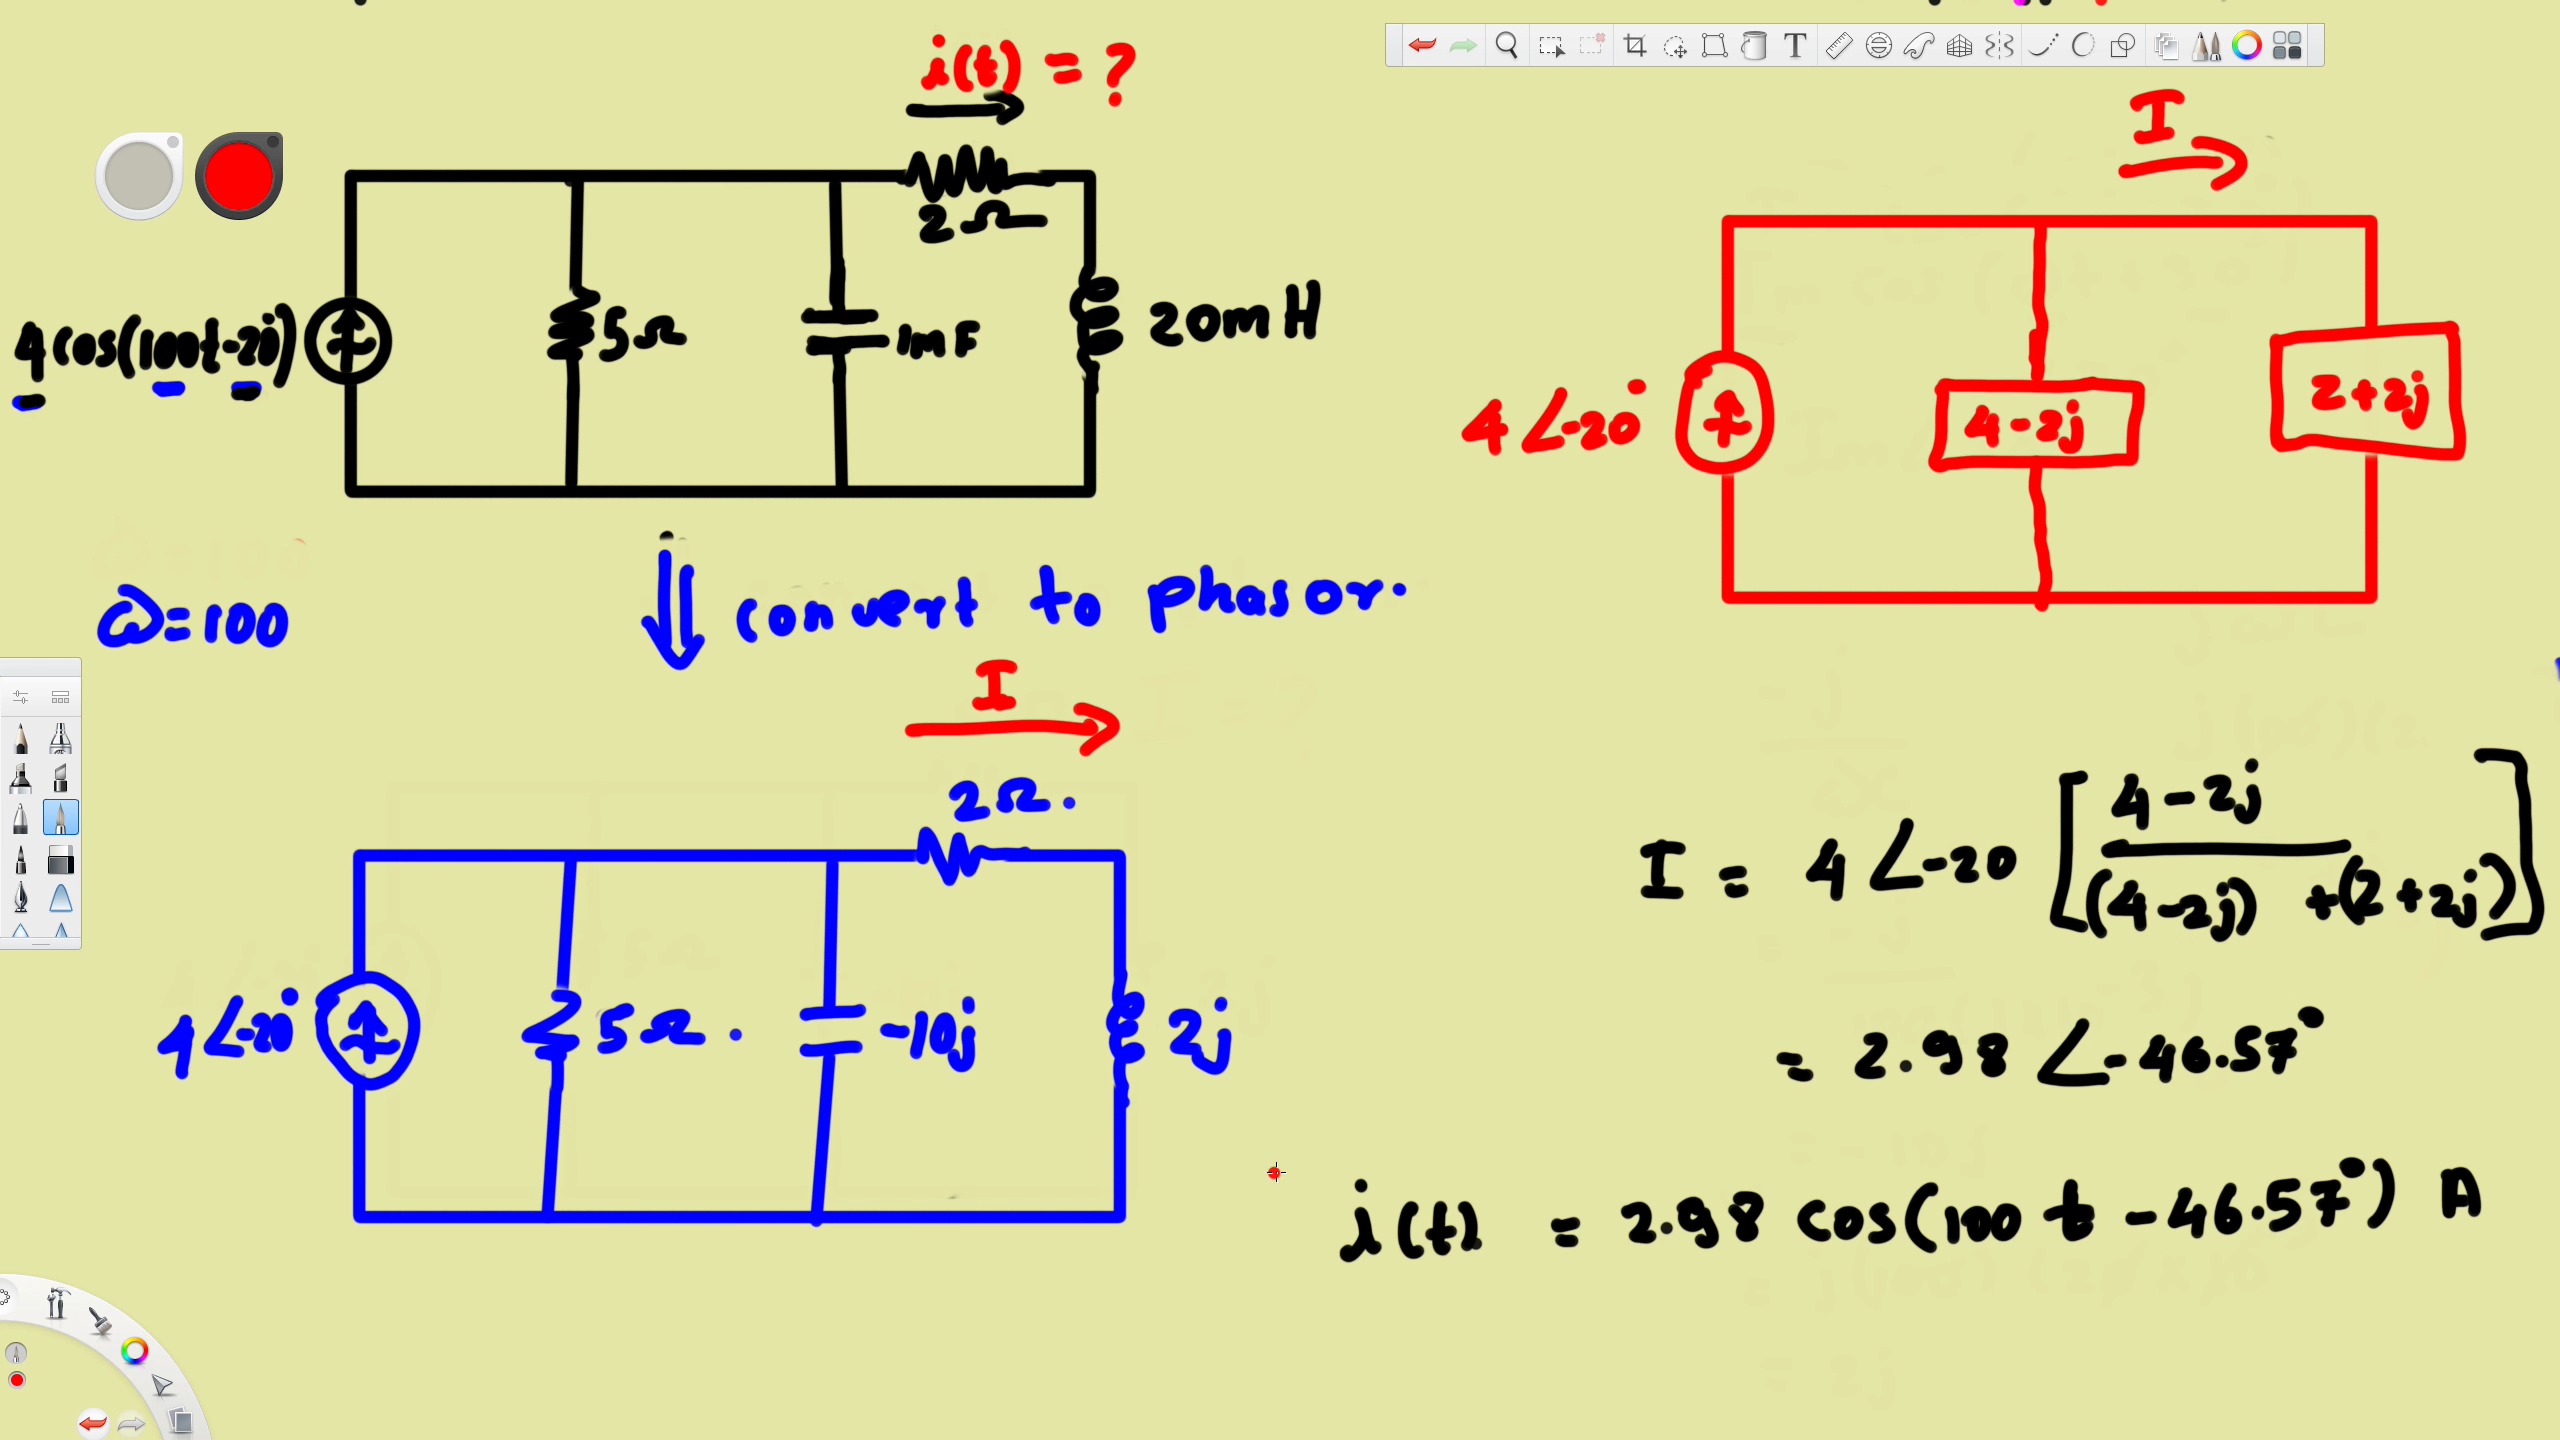 i(t) = ?
2Ω
4cos(100t-20°)
5Ω
1mF
20mH
I
4∠-20°
4-2j
2+2j
ω=100
convert to phasor.
I
2Ω.
4∠-20°
5Ω.
-10j
2j
I = 4∠-20 [4-2j / (4-2j) +(2+2j)]
= 2.98 ∠-46.57°
i(t) = 2.98 cos(100t -46.57°) A